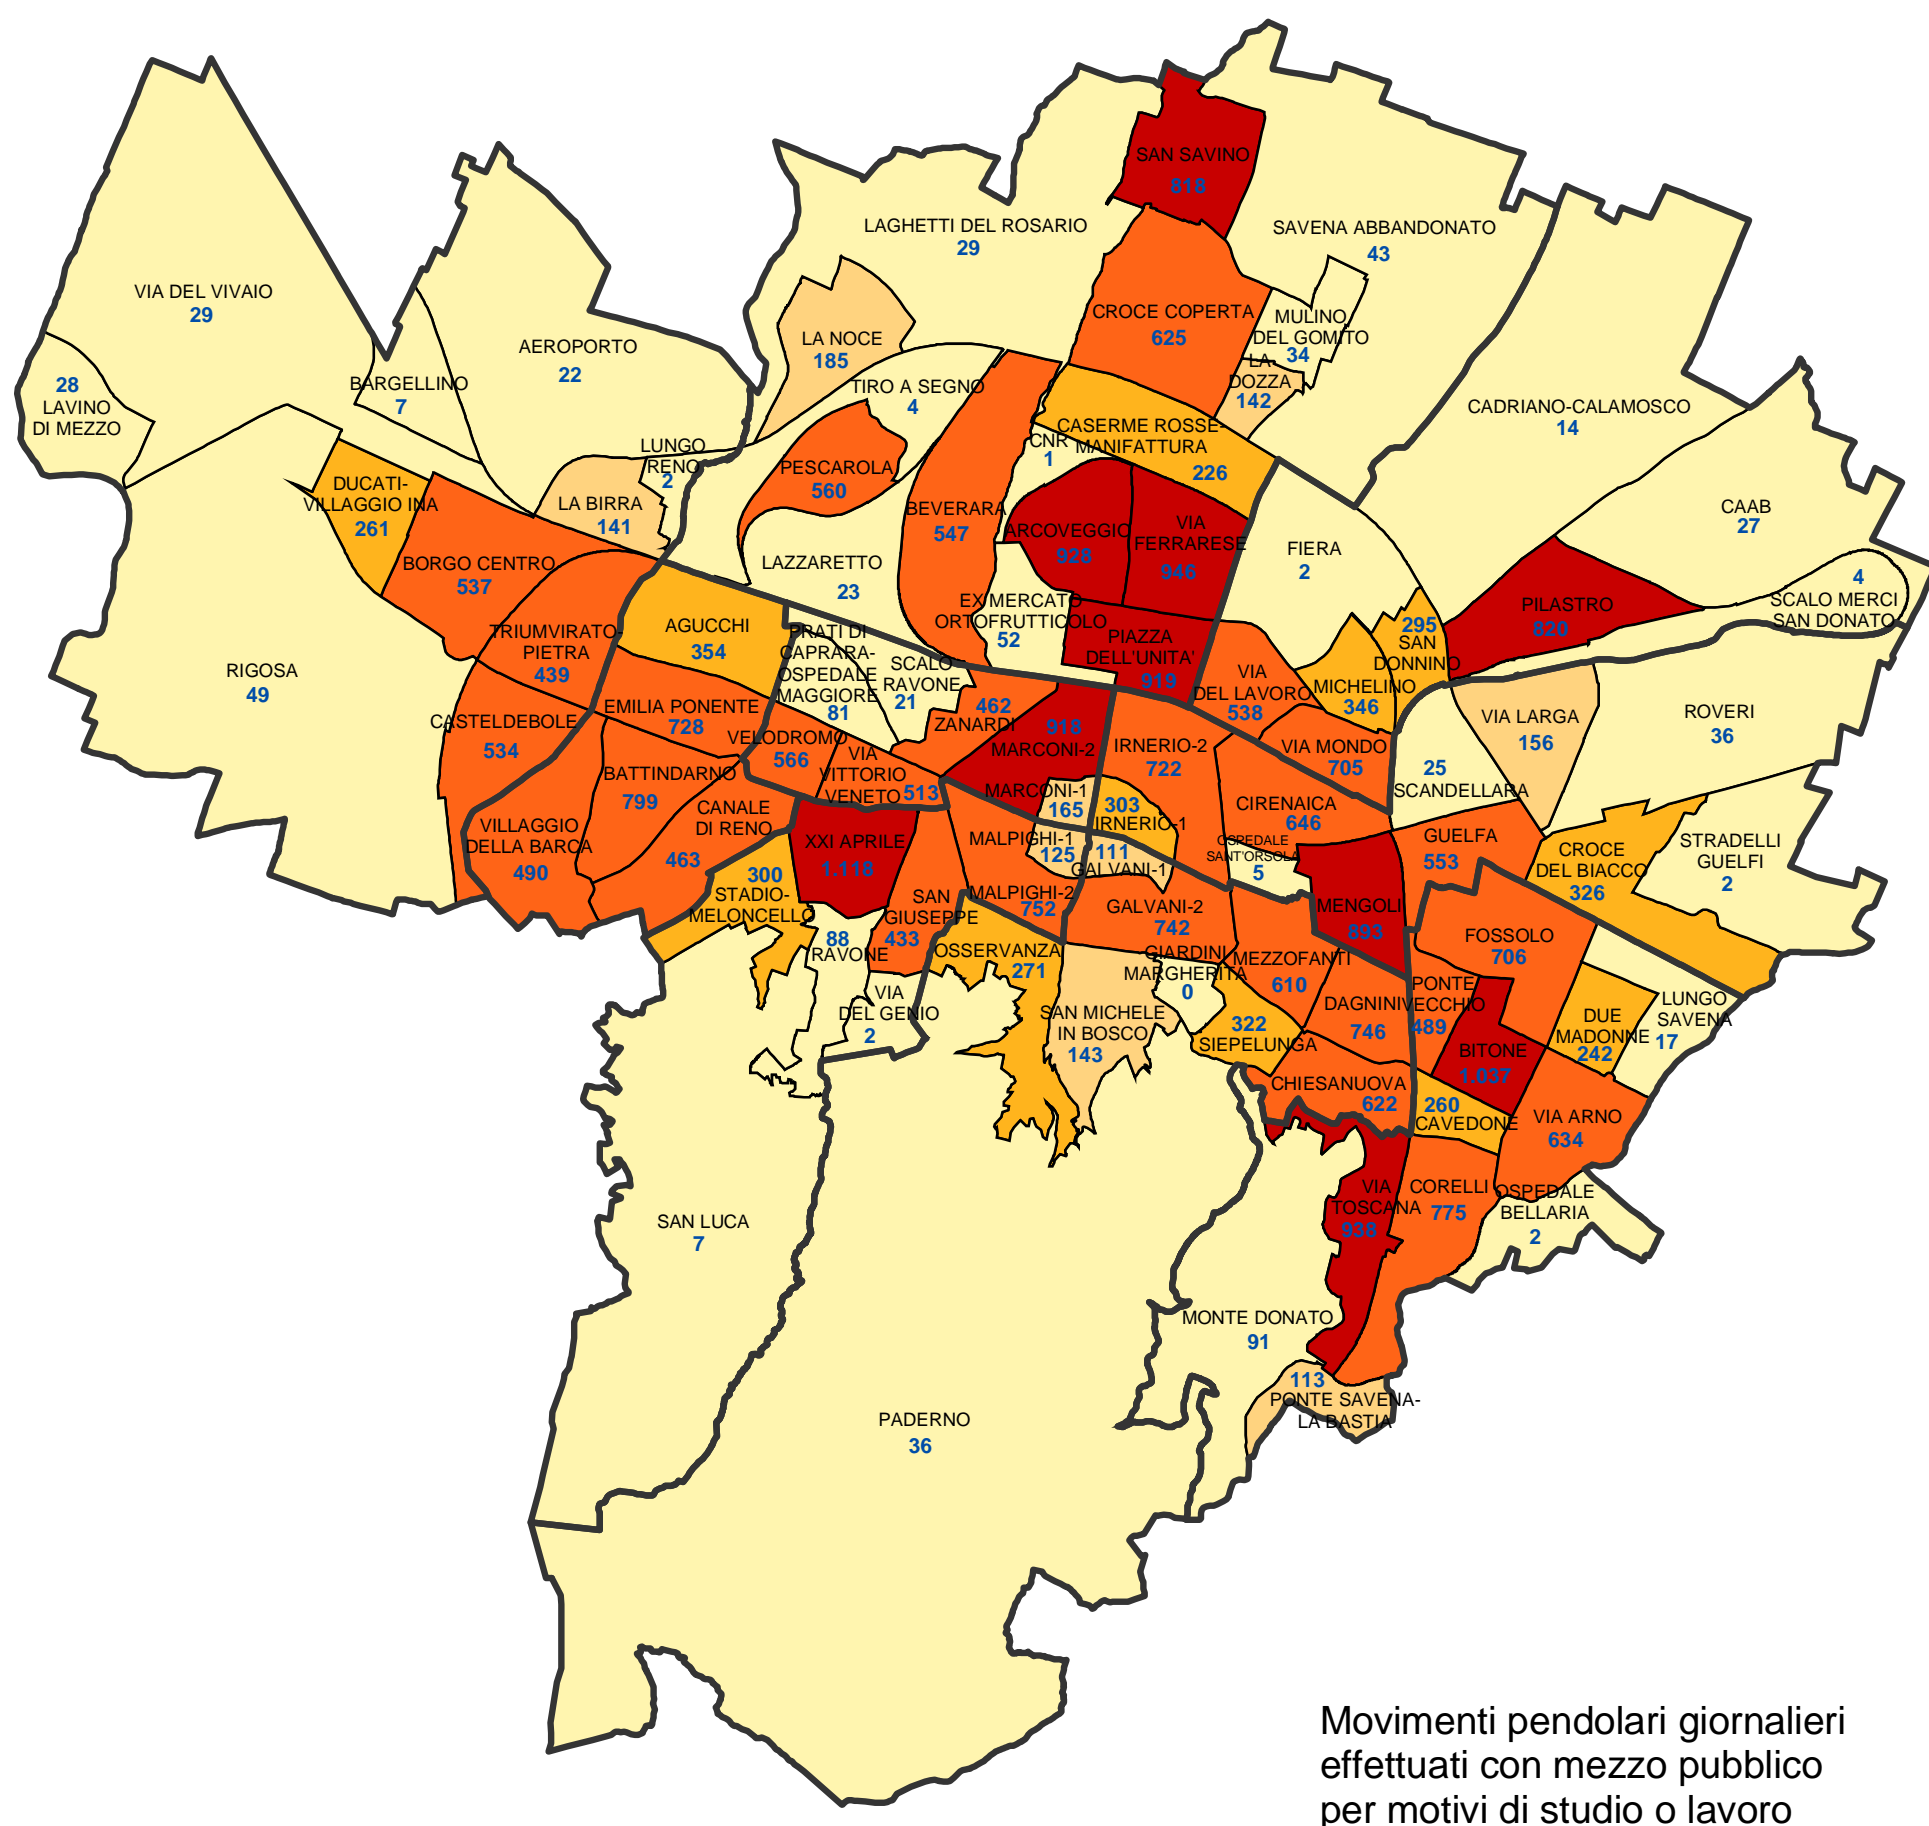 SAN SAVINO
818
LAGHETTI DEL ROSARIO
29
SAVENA ABBANDONATO
43
VIA DEL VIVAIO
29
AEROPORTO
22
LA NOCE
185
CROCE COPERTA
625
MULINO
DEL GOMITO
34
LA
DOZZA
142
BARGELLINO
7
28
LAVINO
DI MEZZO
TIRO A SEGNO
4
CADRIANO-CALAMOSCO
14
LUNGO
RENO
2
CNR
1
CASERME ROSSE-
MANIFATTURA
226
PESCAROLA
560
DUCATI-
VILLAGGIO INA
261
LA BIRRA
141
BEVERARA
547
ARCOVEGGIO
928
VIA
FERRARESE
946
CAAB
27
FIERA
2
BORGO CENTRO
537
LAZZARETTO
23
EX MERCATO
ORTOFRUTTICOLO
52
PIAZZA
DELL'UNITA'
919
4
SCALO MERCI
SAN DONATO
PILASTRO
820
295
SAN
DONNINO
TRIUMVIRATO-
PIETRA
439
AGUCCHI
354
PRATI DI
CAPRARA-
OSPEDALE
MAGGIORE
81
SCALO
RAVONE
21
VIA
DEL LAVORO
538
MICHELINO
346
RIGOSA
49
CASTELDEBOLE
534
EMILIA PONENTE
728
VELODROMO
566
VIA
VITTORIO
VENETO
513
462
ZANARDI
918
MARCONI-2
IRNERIO-2
722
VIA MONDO
705
VIA LARGA
156
ROVERI
36
25
SCANDELLARA
BATTINDARNO
799
CANALE
DI RENO
463
MARCONI-1
165
303
IRNERIO-1
CIRENAICA
646
VILLAGGIO
DELLA BARCA
490
XXI APRILE
1.118
MALPIGHI-1
125
111
GALVANI-1
OSPEDALE
SANT'ORSOLA
5
GUELFA
553
CROCE
DEL BIACCO
326
STRADELLI
GUELFI
2
300
STADIO-
MELONCELLO
SAN
GIUSEPPE
433
MALPIGHI-2
752
GALVANI-2
742
MENGOLI
893
FOSSOLO
706
88
RAVONE
OSSERVANZA
271
GIARDINI
MARGHERITA
0
MEZZOFANTI
610
VIA
DEL GENIO
2
SAN MICHELE
IN BOSCO
143
322
SIEPELUNGA
DAGNINI
746
PONTE
VECCHIO
489
BITONE
1.037
DUE
MADONNE
242
LUNGO
SAVENA
17
CHIESANUOVA
622
260
CAVEDONE
VIA ARNO
634
SAN LUCA
7
VIA
TOSCANA
938
CORELLI
775
OSPEDALE
BELLARIA
2
MONTE DONATO
91
113
PONTE SAVENA-
LA BASTIA
PADERNO
36
Movimenti pendolari giornalieri
effettuati con mezzo pubblico
per motivi di studio o lavoro